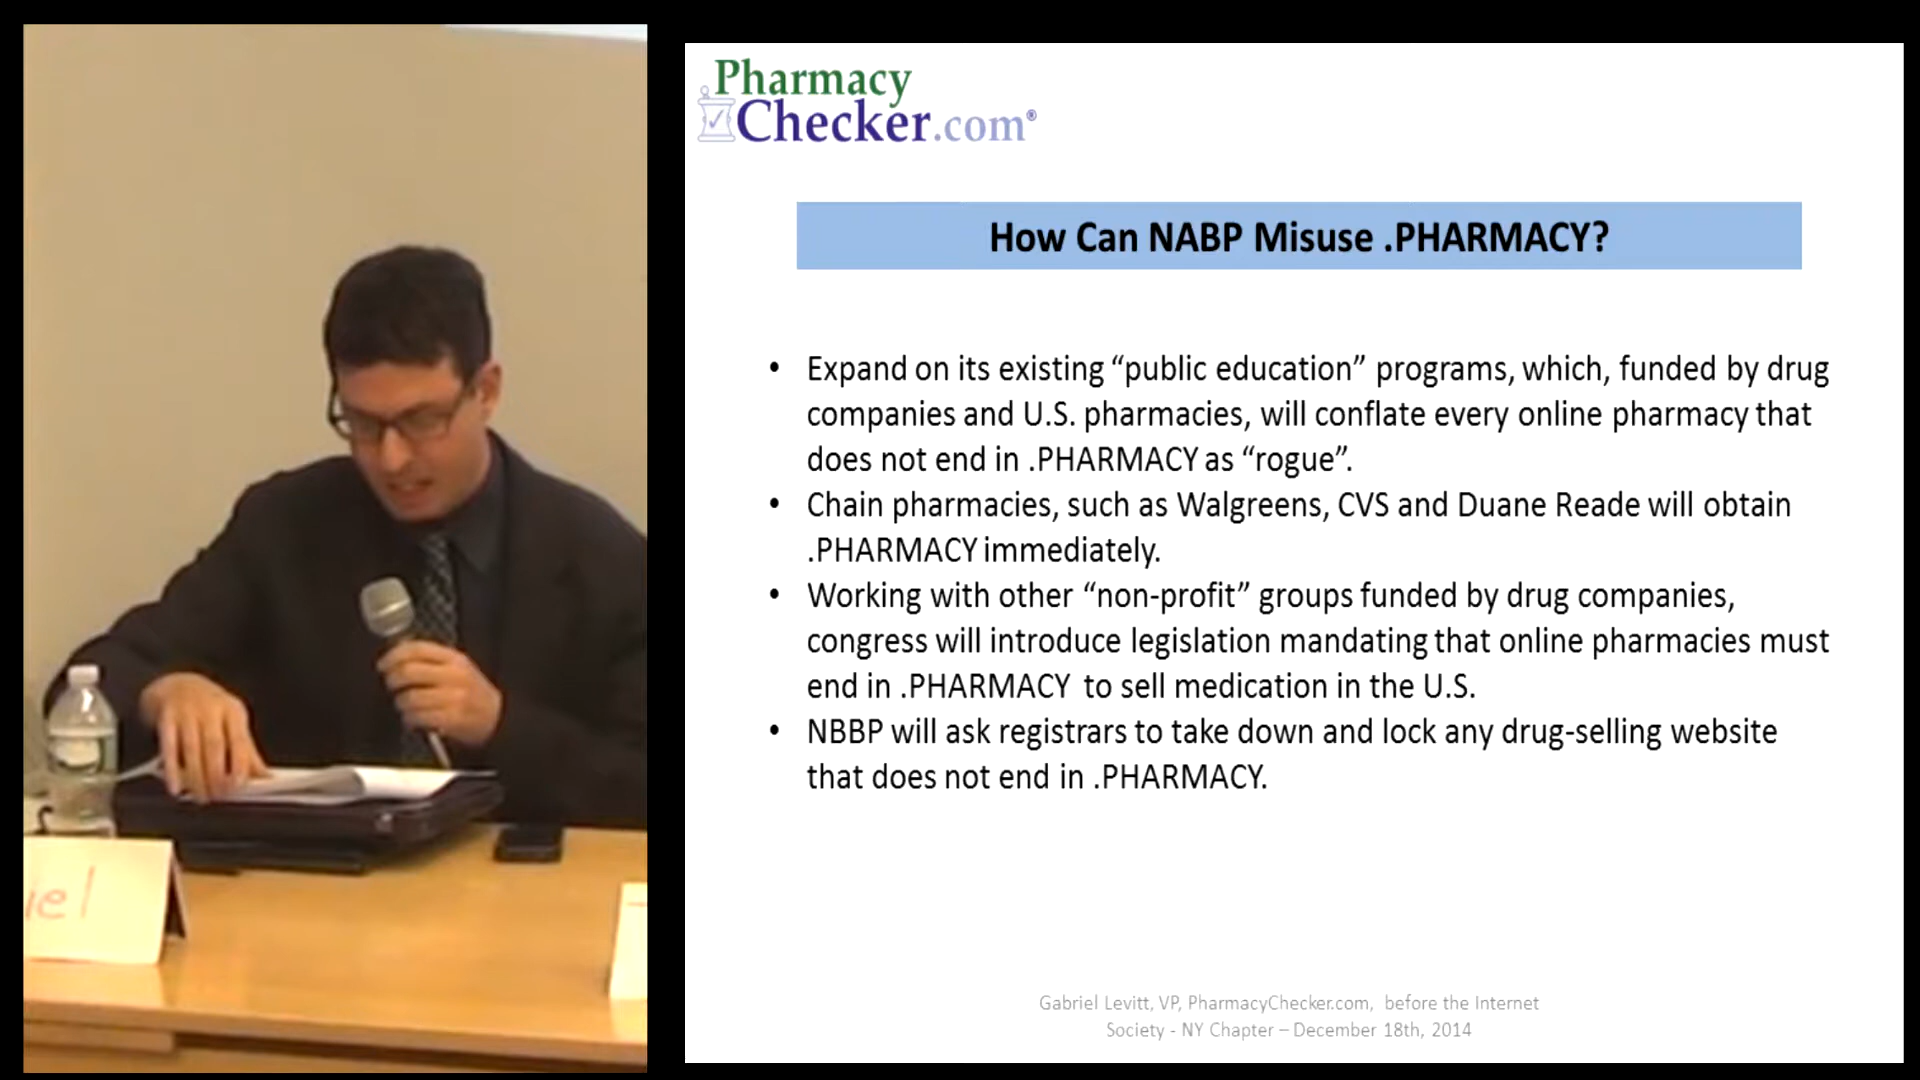 Pharmacy
Checker.com®
How Can NABP Misuse .PHARMACY?
• Expand on its existing “public education” programs, which, funded by drug
companies and U.S. pharmacies, will conflate every online pharmacy that
does not end in .PHARMACY as “rogue”.
• Chain pharmacies, such as Walgreens, CVS and Duane Reade will obtain
.PHARMACY immediately.
• Working with other “non-profit” groups funded by drug companies,
congress will introduce legislation mandating that online pharmacies must
end in .PHARMACY to sell medication in the U.S.
• NBBP will ask registrars to take down and lock any drug-selling website
that does not end in .PHARMACY.
Gabriel Levitt, VP, PharmacyChecker.com, before the Internet
Society - NY Chapter – December 18th, 2014
iel